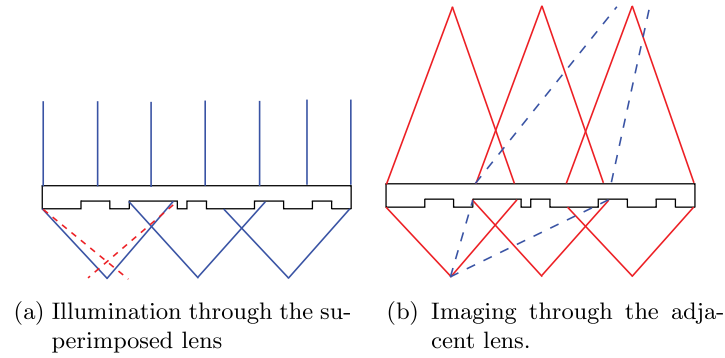 (a) Illumination through the su-
perimposed lens
(b) Imaging through the adja-
cent lens.